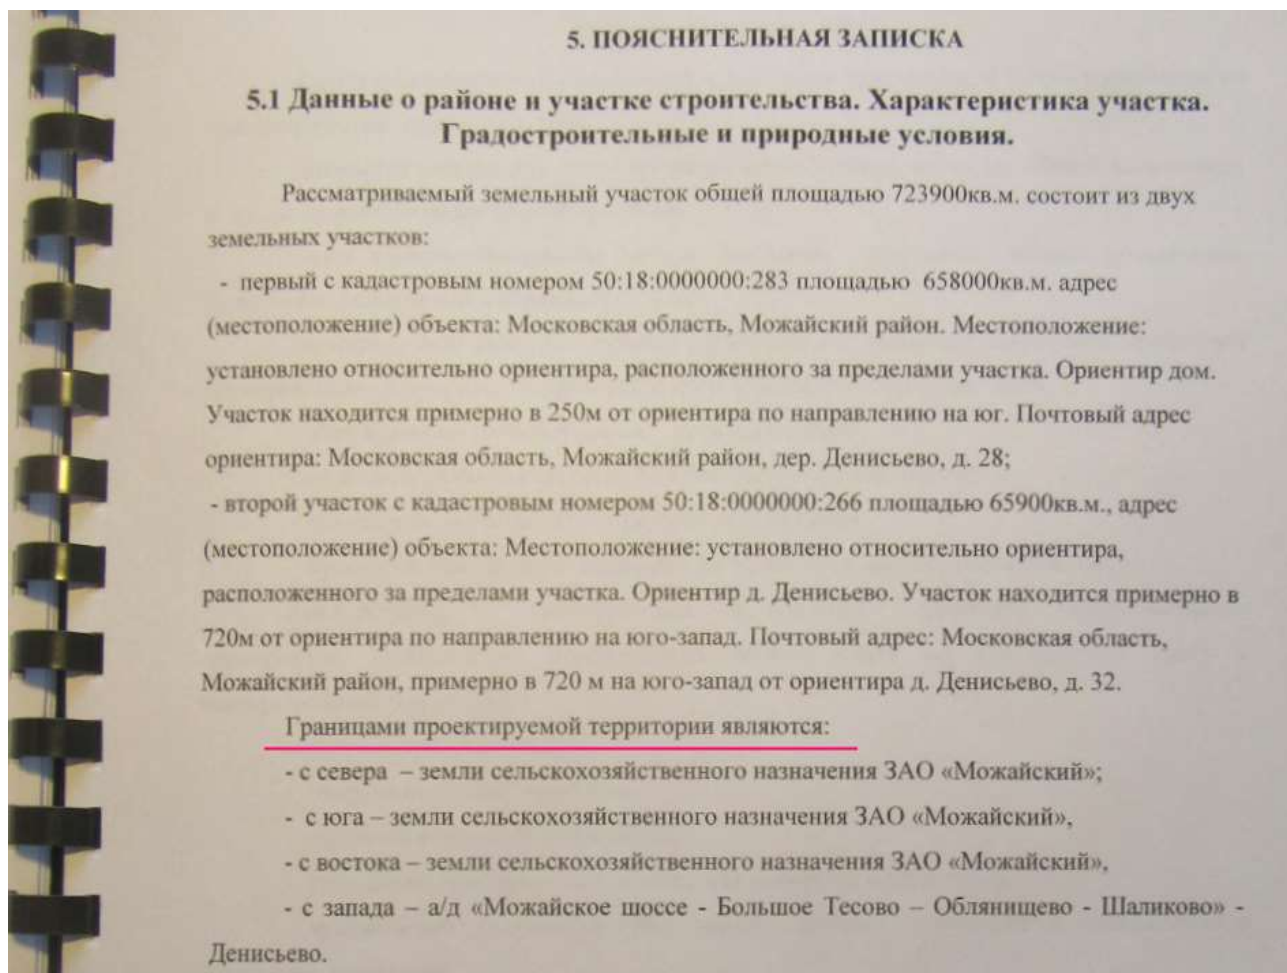 5. ПОЯСНИТЕЛЬНАЯ ЗАПИСКА
5.1 Данные о районе и участке строительства. Характеристика участка.
Градостроительные и природные условия.
Рассматриваемый земельный участок общей площадью 723900кв.м. состоит из двух
земельных участков:
- первый с кадастровым номером 50:18:0000000:283 площадью 658000кв.м. адрес
(местоположение) объекта: Московская область, Можайский район. Местоположение:
установлено относительно ориентира, расположенного за пределами участка. Ориентир дом.
Участок находится примерно в 250м от ориентира по направлению на юг. Почтовый адрес
ориентира: Московская область, Можайский район, дер. Денисьево, д. 28;
- второй участок с кадастровым номером 50:18:0000000:266 площадью 65900кв.м., адрес
(местоположение) объекта: Местоположение: установлено относительно ориентира,
расположенного за пределами участка. Ориентир д. Денисьево. Участок находится примерно в
720м от ориентира по направлению на юго-запад. Почтовый адрес: Московская область,
Можайский район, примерно в 720 м на юго-запад от ориентира д. Денисьево, д. 32.
Границами проектируемой территории являются:
- с севера – земли сельскохозяйственного назначения ЗАО «Можайский»;
- с юга – земли сельскохозяйственного назначения ЗАО «Можайский»,
- с востока – земли сельскохозяйственного назначения ЗАО «Можайский»,
- с запада – а/д «Можайское шоссе - Большое Тесово – Облянищево - Шаликово» -
Денисьево.